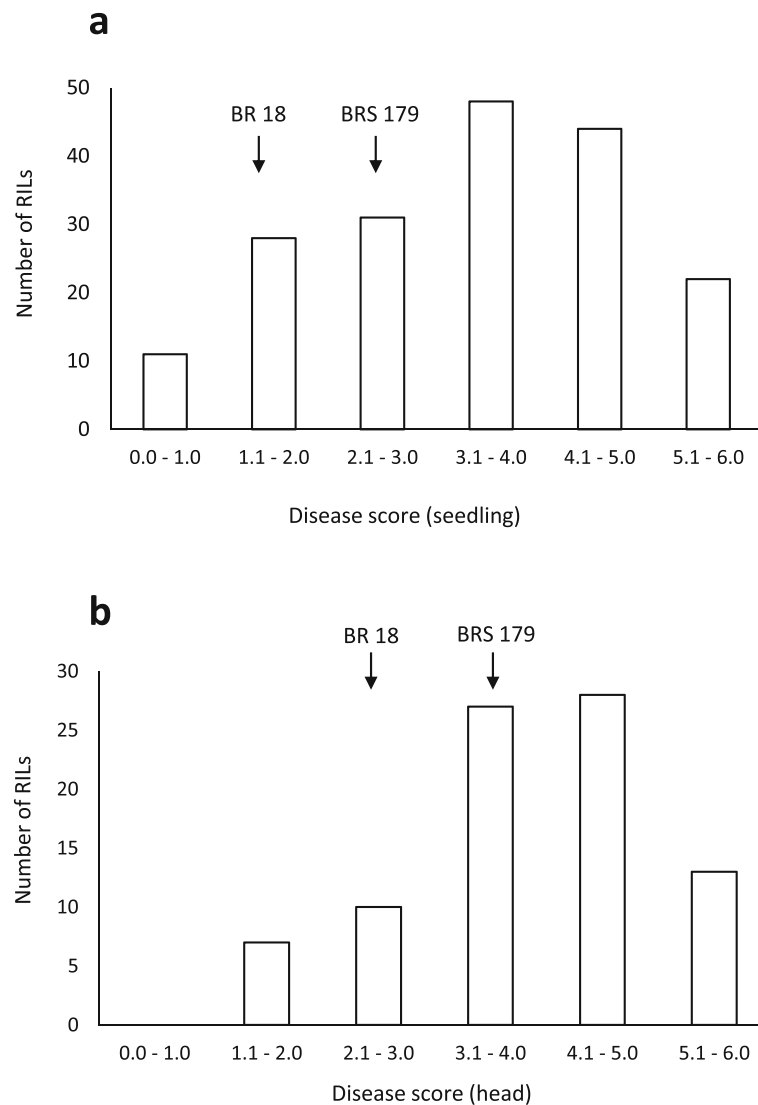 a
50
BR 18 BRS 179
40
30
20
10
0
Number of RILs
0.0 - 1.0 1.1 - 2.0 2.1 - 3.0 3.1 - 4.0 4.1 - 5.0 5.1 - 6.0
Disease score (seedling)
b
BR 18 BRS 179
30
25
20
15
10
5
0
Number of RILs
0.0 - 1.0 1.1 - 2.0 2.1 - 3.0 3.1 - 4.0 4.1 - 5.0 5.1 - 6.0
Disease score (head)